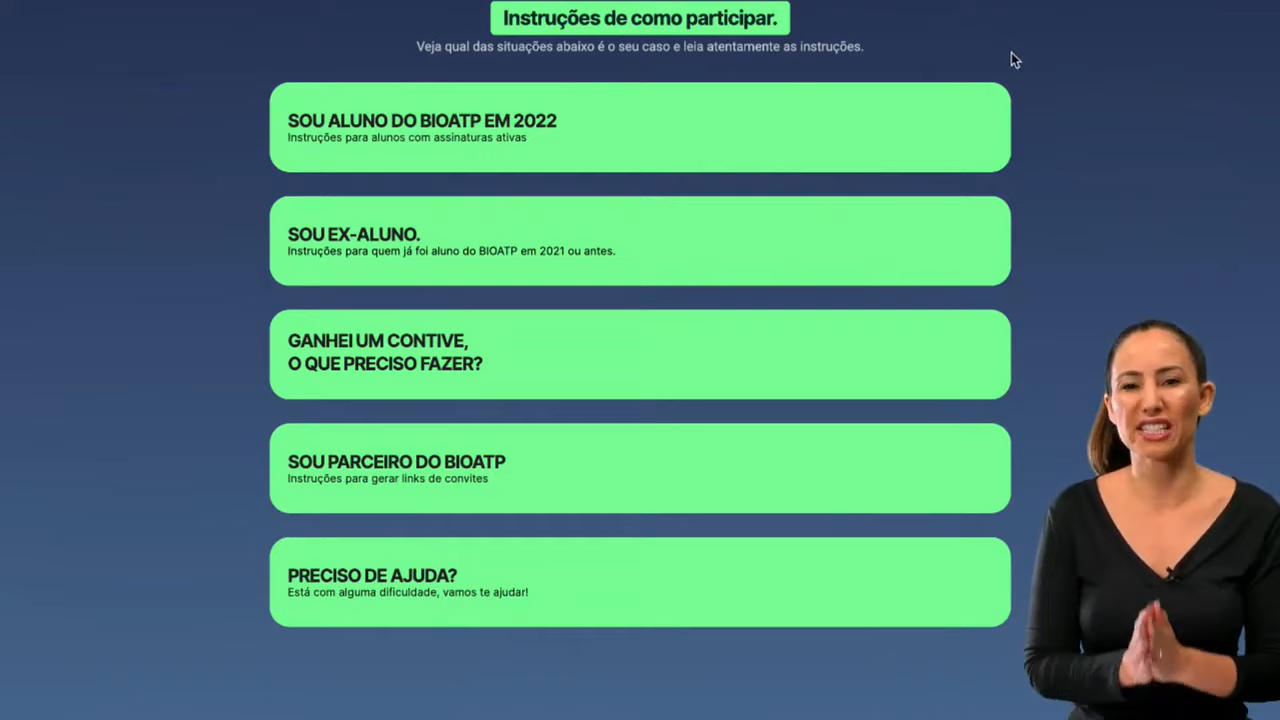 Instruções de como participar.
Veja qual das situações abaixo é o seu caso e leia atentamente as instruções.
SOU ALUNO DO BIOATP EM 2022
Instruções para alunos com assinaturas ativas
SOU EX-ALUNO.
Instruções para quem já foi aluno do BIOATP em 2021 ou antes.
GANHEI UM CONTIVE,
O QUE PRECISO FAZER?
SOU PARCEIRO DO BIOATP
Instruções para gerar links de convites
PRECISO DE AJUDA?
Está com alguma dificuldade, vamos te ajudar!